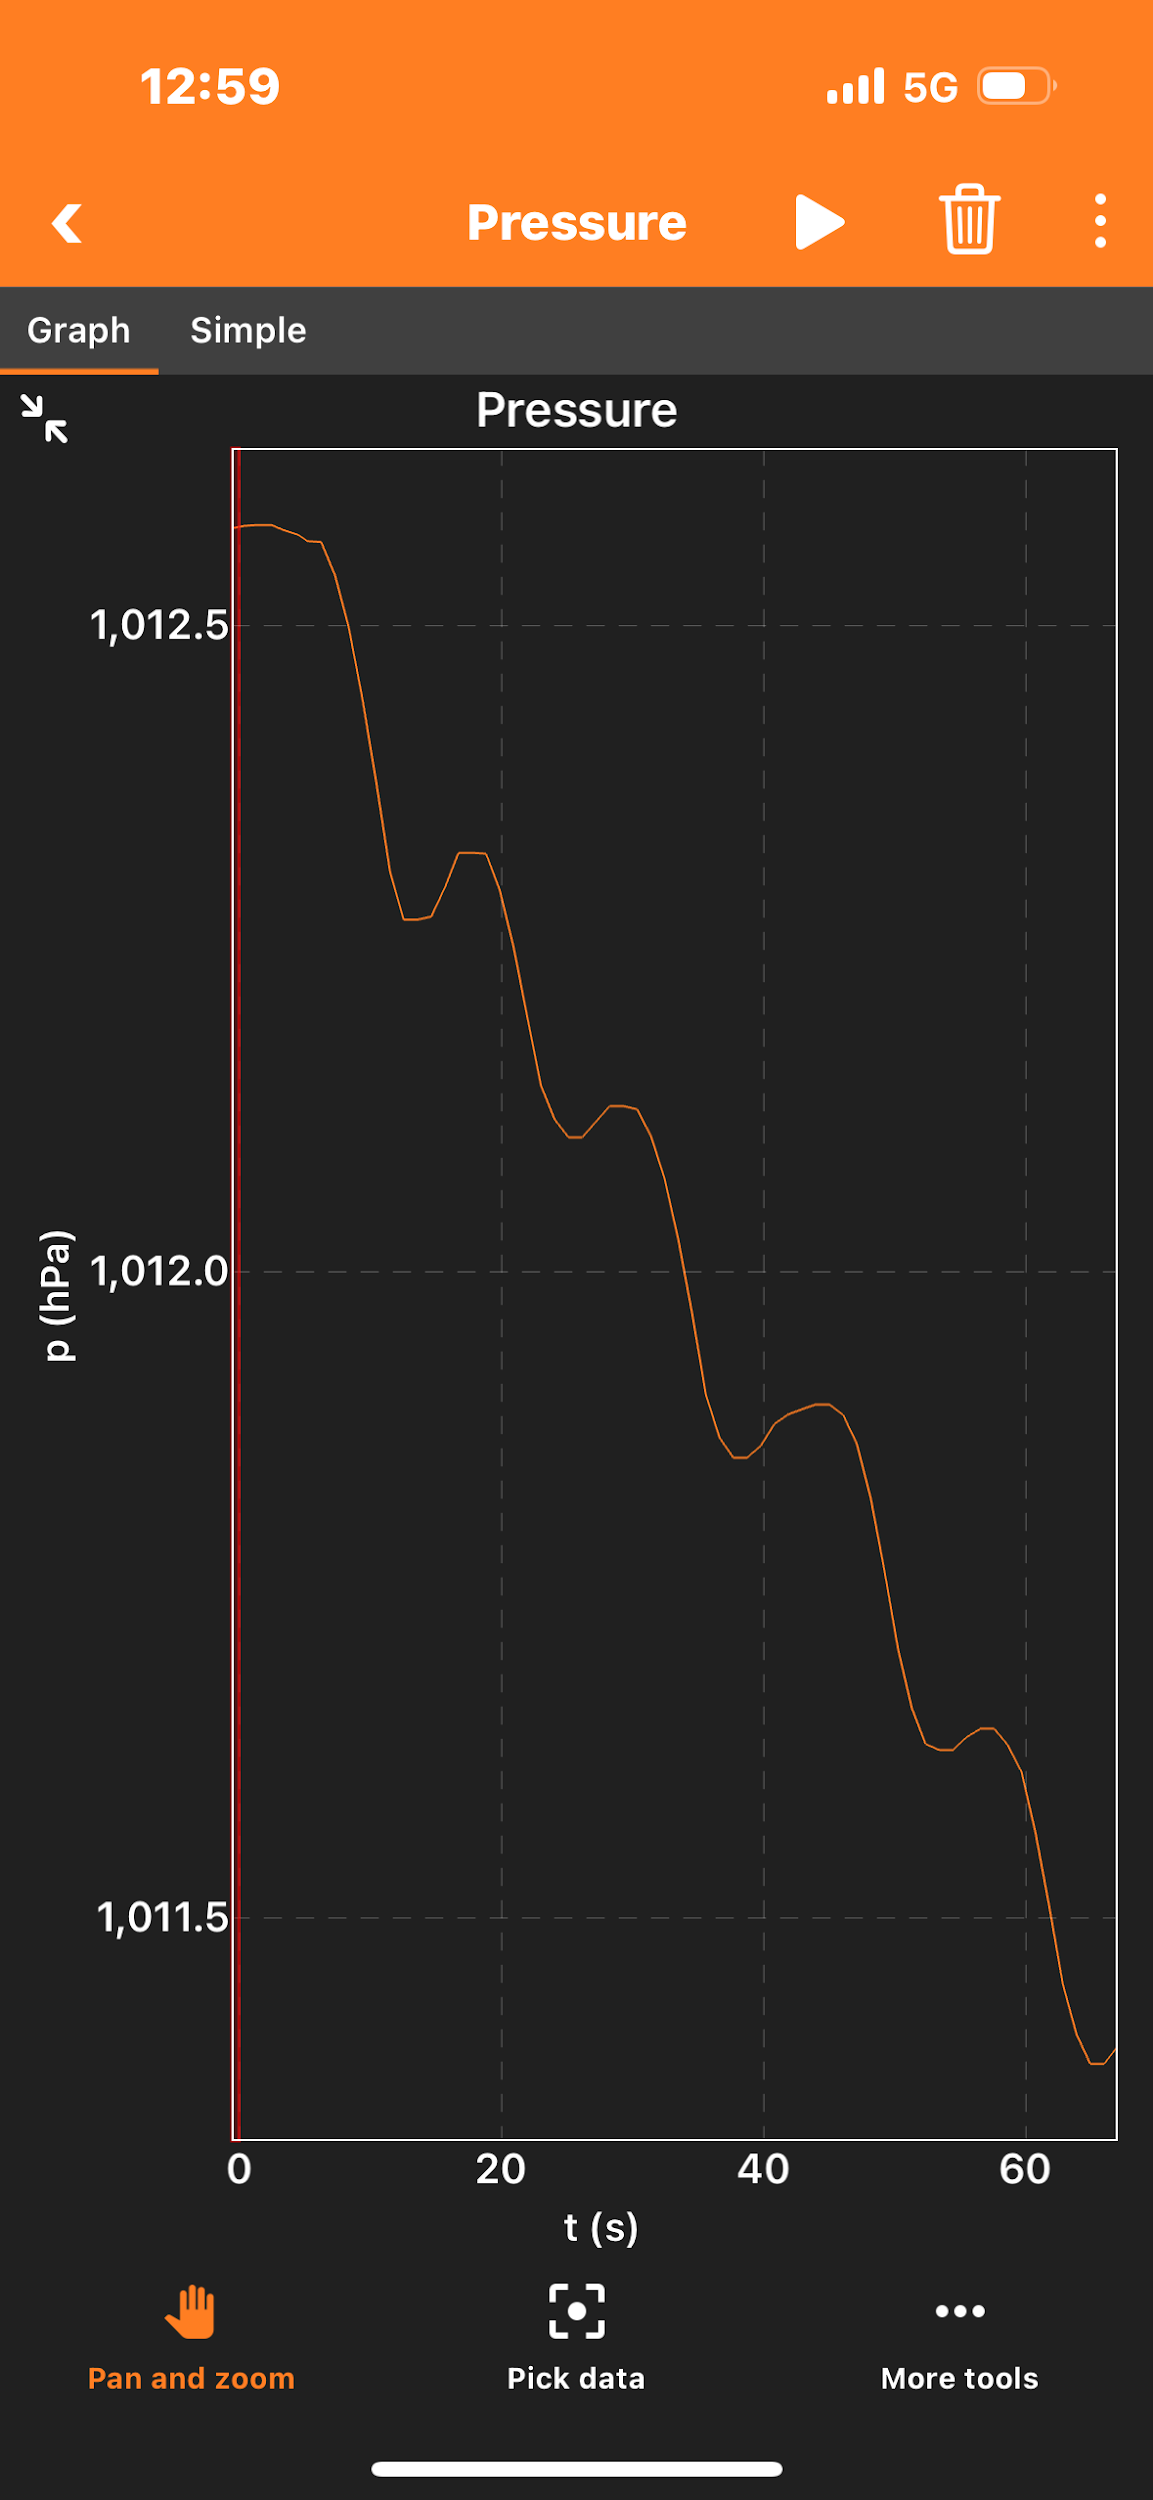 12:59 5G
Pressure
Graph Simple
Pressure
1,012.5
1,012.0
1,011.5
p (hPa)
0 20 40 60
t (s)
Pan and zoom Pick data More tools